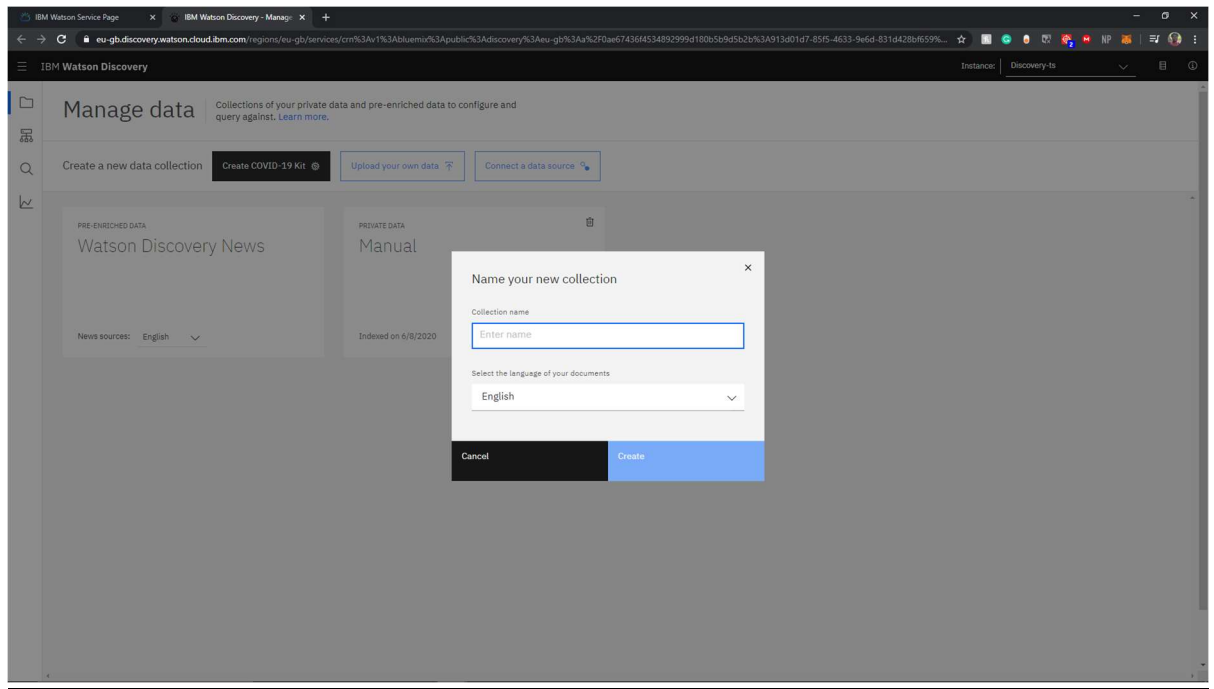 IBM Watson Service Page
IBM Watson Discovery - Manage
eu-gb.discovery.watson.cloud.ibm.com/regions/eu-gb/services/crn%3Av1%3Abluemix%3Apublic%3Adiscovery%3Aeu-gb%3Aa%2F0ae67436f4534892999d180b5b9d5b2b%3A913d01d7-85f5-4633-9e6d-831d428bf659%...
NP
IBM Watson Discovery
Instance: Discovery-ts
Manage data
Collections of your private data and pre-enriched data to configure and
query against. Learn more.
Create a new data collection
Create COVID-19 Kit
Upload your own data
Connect a data source
PRE-ENRICHED DATA
Watson Discovery News
News sources: English
PRIVATE DATA
Manual
Indexed on 6/8/2020
Name your new collection
Collection name
Enter name
Select the language of your documents
English
Cancel
Create